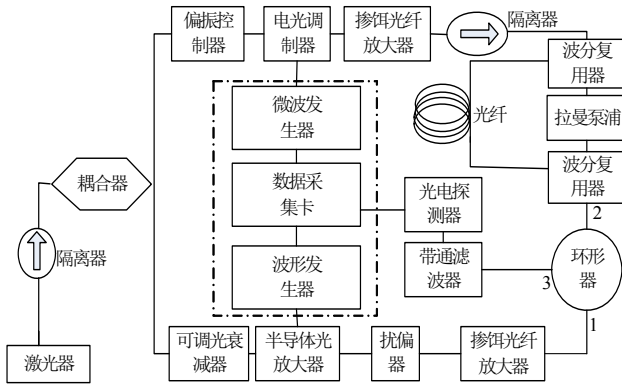 偏振控
制器
电光调
制器
掺铒光纤
放大器
隔离器
波分复
用器
微波发
生器
光纤
拉曼泵浦
耦合器
数据采
集卡
光电探
测器
波分复
用器
2
隔离器
波形发
生器
带通滤
波器
3
环形
器
1
激光器
可调光衰
减器
半导体光
放大器
扰偏
器
掺铒光纤
放大器